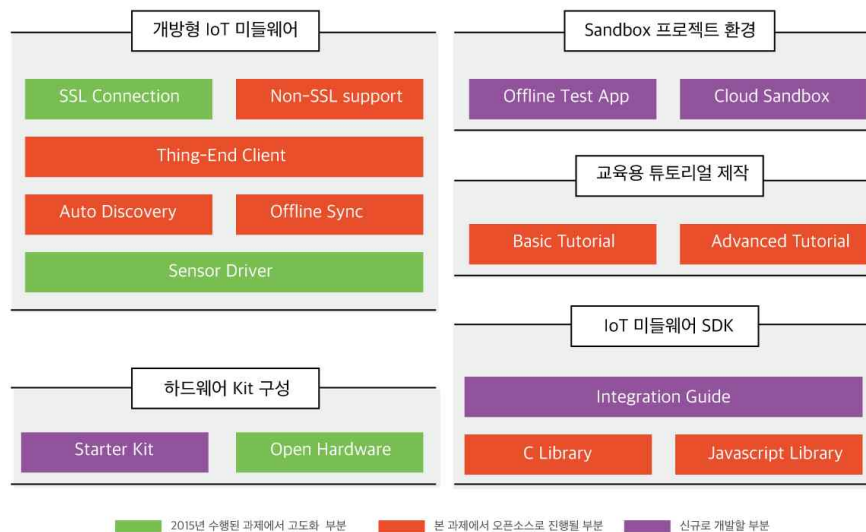 개방형 IoT 미들웨어
SSL Connection
Non-SSL support
Thing-End Client
Auto Discovery
Offline Sync
Sensor Driver
하드웨어 Kit 구성
Starter Kit
Open Hardware
Sandbox 프로젝트 환경
Offline Test App
Cloud Sandbox
교육용 튜토리얼 제작
Basic Tutorial
Advanced Tutorial
IoT 미들웨어 SDK
Integration Guide
C Library
Javascript Library
2015년 수행된 과제에서 고도화 부분
본 과제에서 오픈소스로 진행될 부분
신규로 개발할 부분